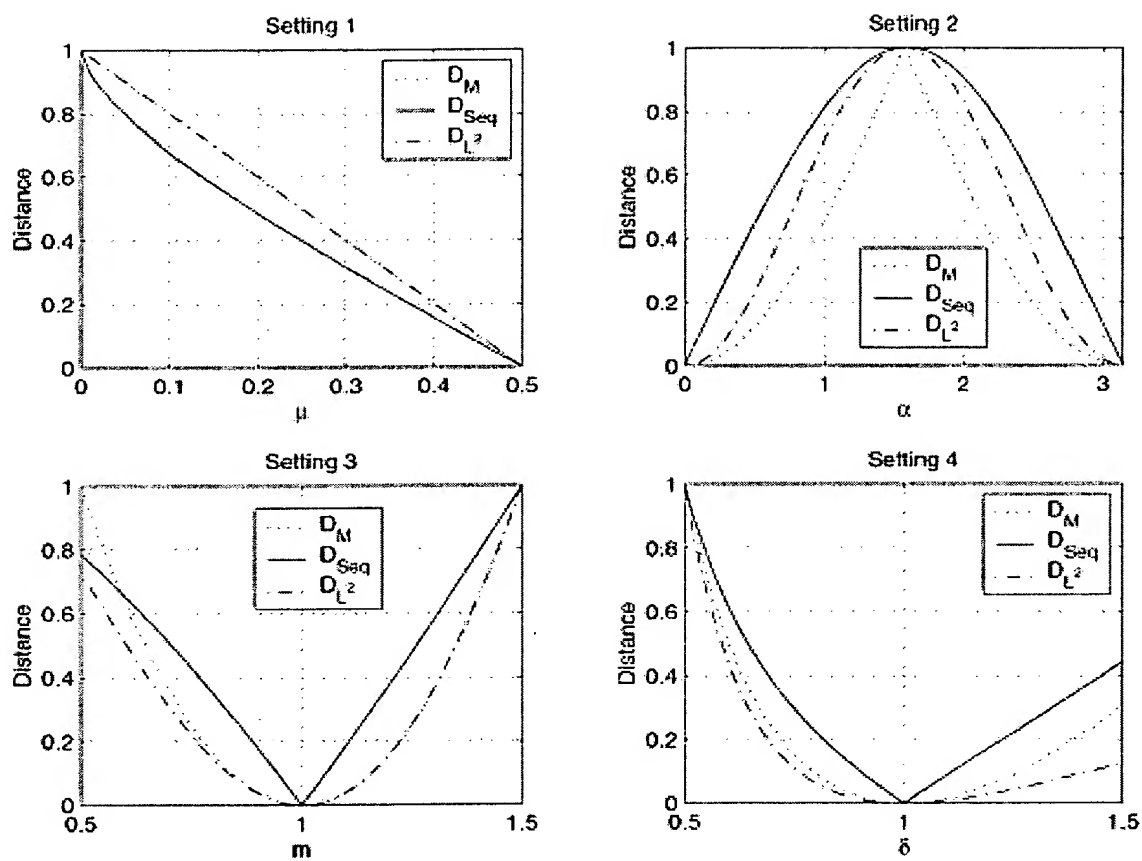 Setting 1
Distance
1
0.8
0.6
0.4
0.2
0
D_M
D_Seq
D_L²
0
0.1
0.2
0.3
0.4
0.5
μ
Setting 2
Distance
1
0.8
0.6
0.4
0.2
0
D_M
D_Seq
D_L²
0
1
2
3
α
Setting 3
Distance
1
0.8
0.6
0.4
0.2
0
D_M
D_Seq
D_L²
0.5
1
1.5
m
Setting 4
Distance
1
0.8
0.6
0.4
0.2
0
D_M
D_Seq
D_L²
0.5
1
1.5
δ